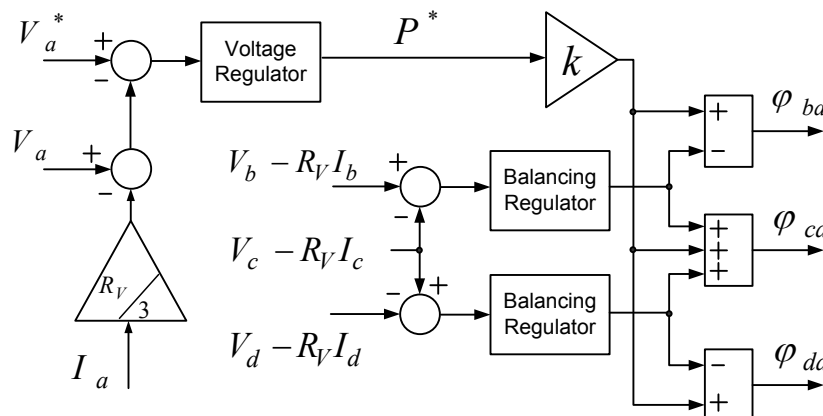 V_a^*
+
−
Voltage
Regulator
P^*
k
V_a
+
−
R_V/3
I_a
V_b − R_V I_b
+
−
Balancing
Regulator
V_c − R_V I_c
−
+
V_d − R_V I_d
Balancing
Regulator
+
−
φ_ba
+
+
+
φ_ca
−
+
φ_da